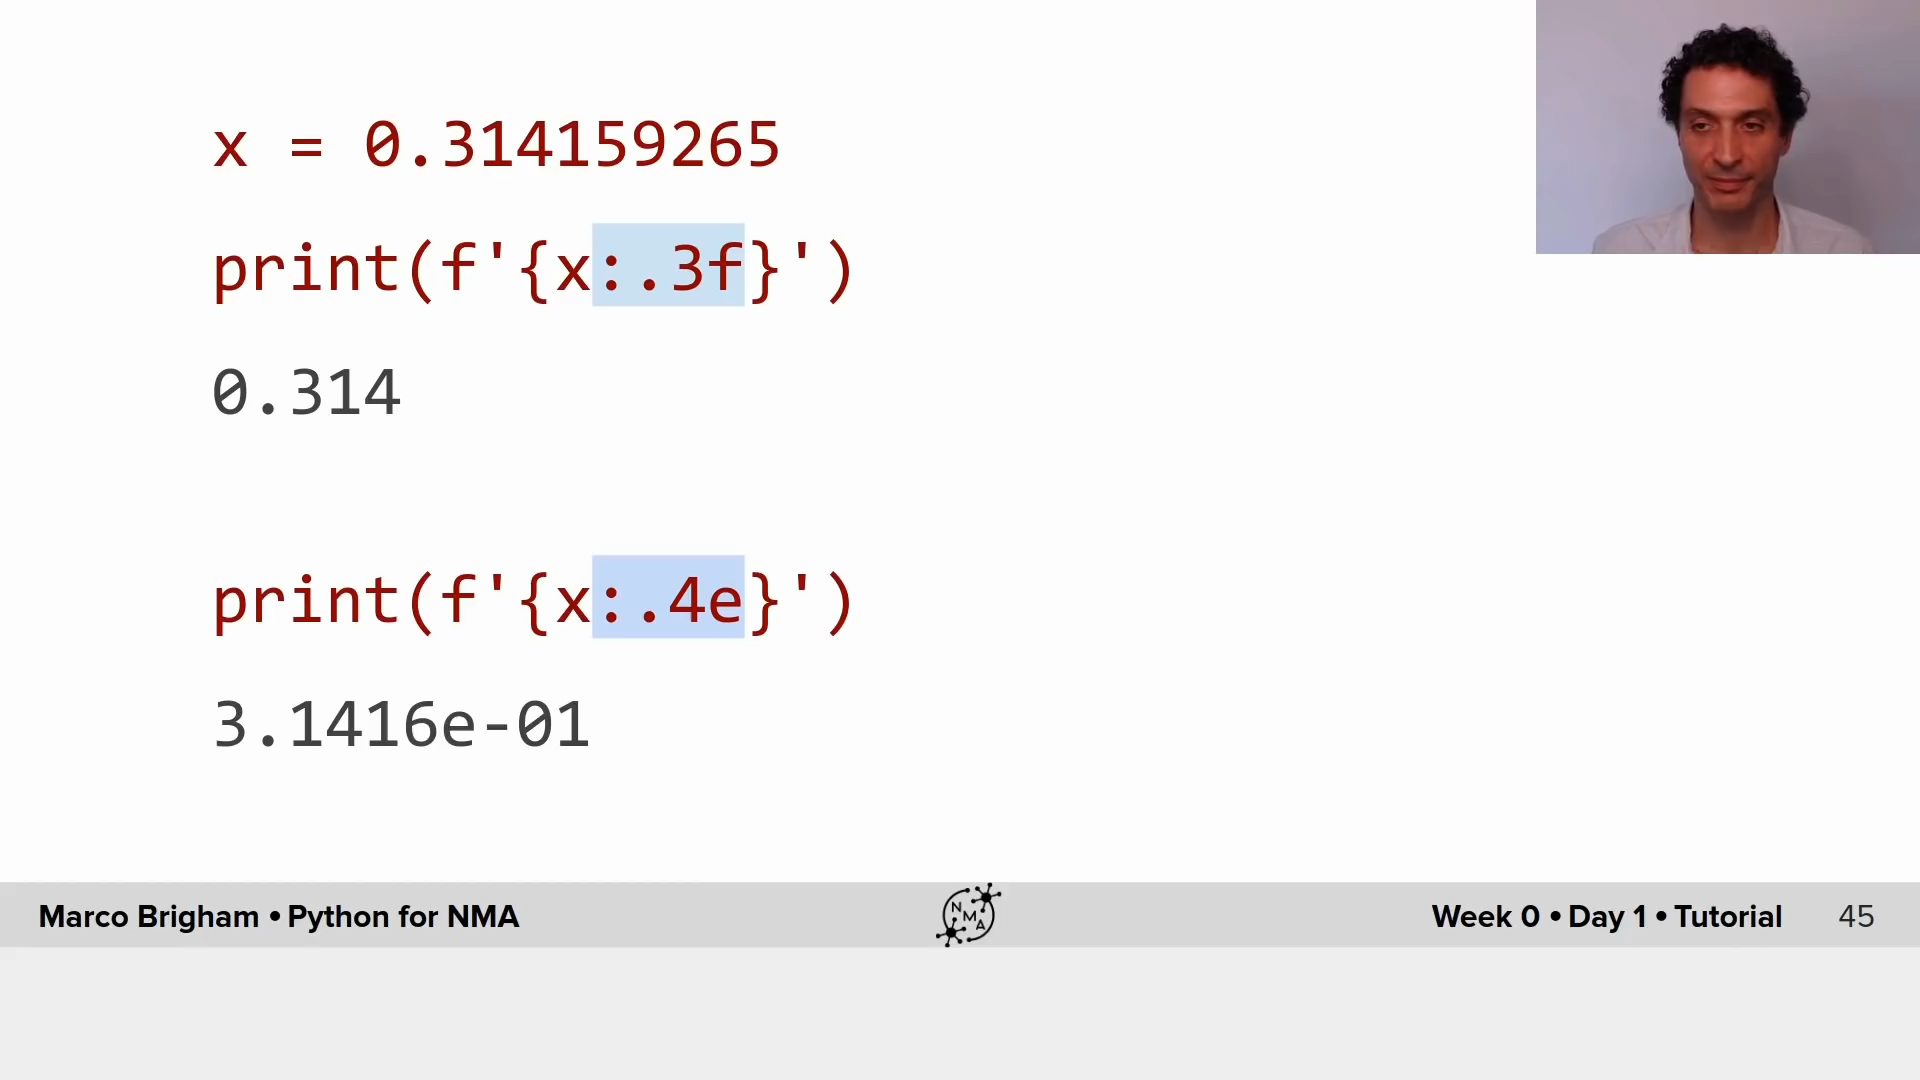 x = 0.314159265
print(f'{x:.3f}')
0.314
print(f'{x:.4e}')
3.1416e-01
Marco Brigham • Python for NMA
NMA
Week 0 • Day 1 • Tutorial
45